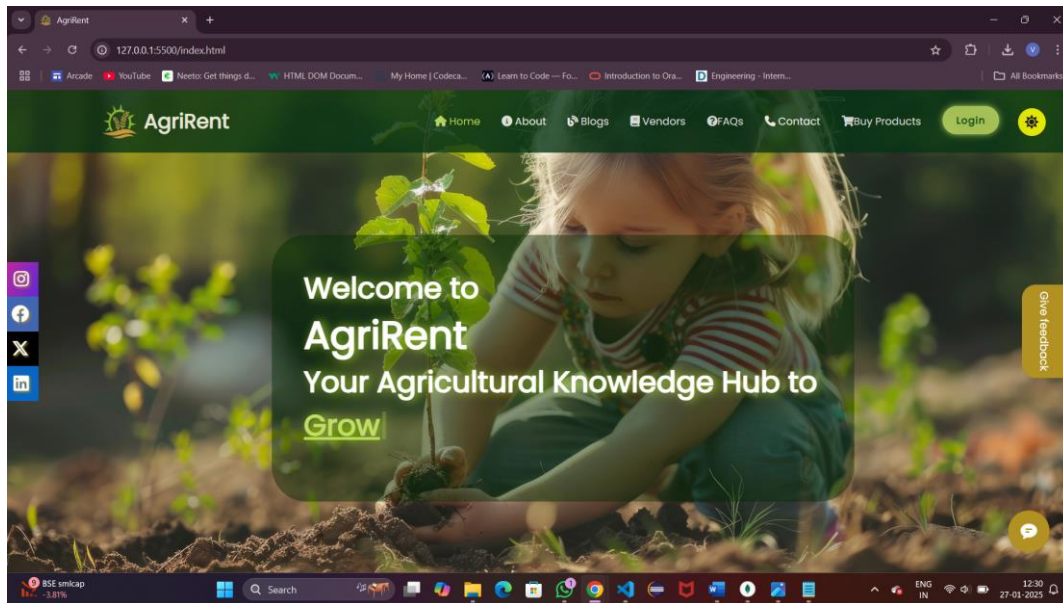 AgriRent
127.0.0.1:5500/index.html
Arcade YouTube Neeto: Get things d... HTML DOM Docum... My Home | Codeca... Learn to Code — Fo... Introduction to Ora... Engineering - Intern... All Bookmarks
AgriRent Home About Blogs Vendors FAQs Contact Buy Products Login
Welcome to
AgriRent
Your Agricultural Knowledge Hub to
Grow
Give feedback
BSE smlcap
-3.81%
Search
ENG
IN
12:30
27-01-2025